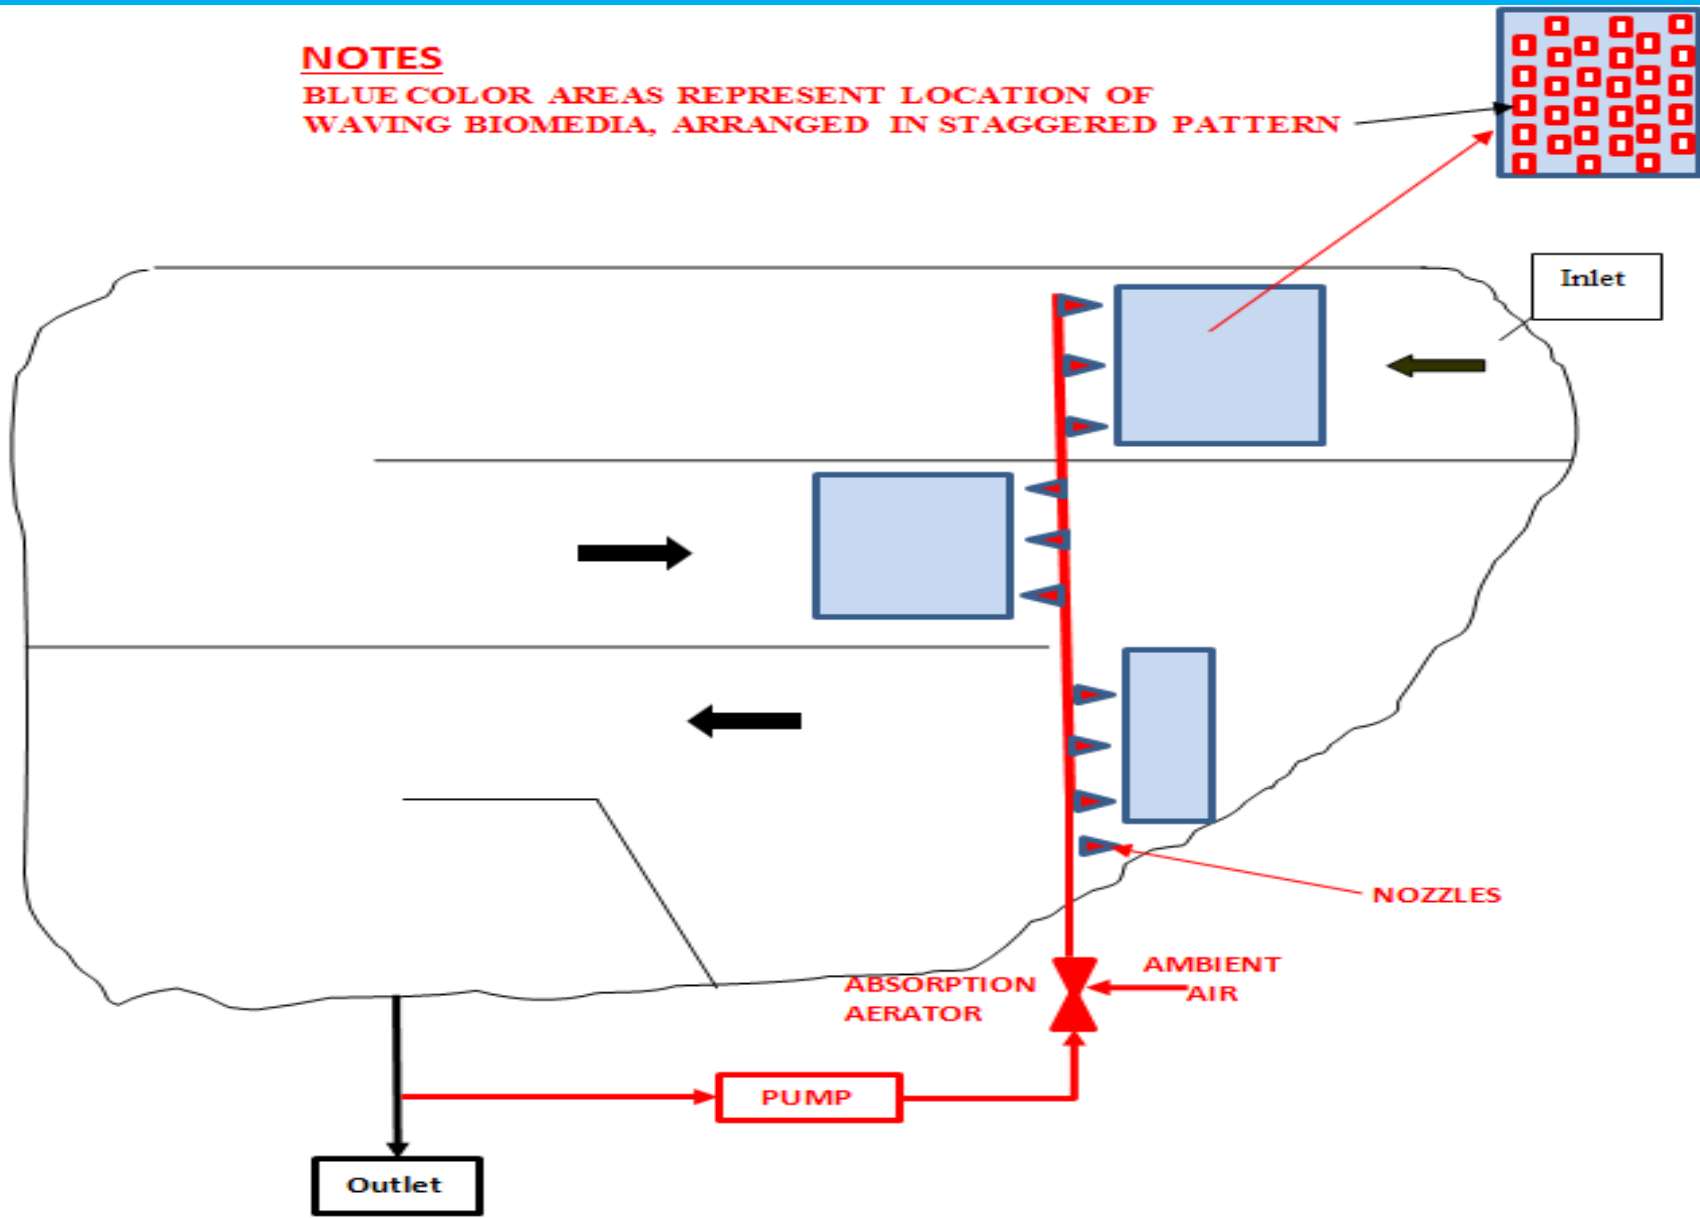 NOTES
BLUE COLOR AREAS REPRESENT LOCATION OF
WAVING BIOMEDIA, ARRANGED IN STAGGERED PATTERN
Inlet
NOZZLES
ABSORPTION
AERATOR
AMBIENT
AIR
PUMP
Outlet